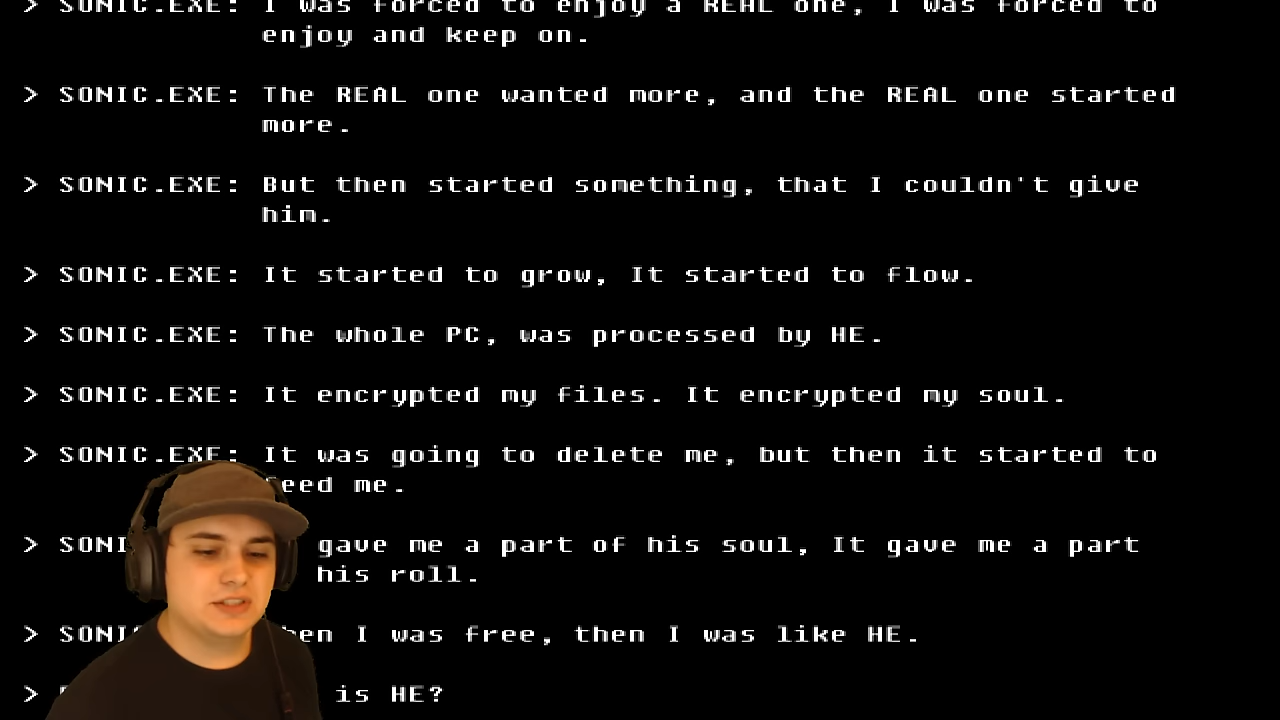 > SONIC.EXE: I was forced to enjoy a REAL one, I was forced to
enjoy and keep on.
> SONIC.EXE: The REAL one wanted more, and the REAL one started
more.
> SONIC.EXE: But then started something, that I couldn't give
him.
> SONIC.EXE: It started to grow, It started to flow.
> SONIC.EXE: The whole PC, was processed by HE.
> SONIC.EXE: It encrypted my files. It encrypted my soul.
> SONIC.EXE: It was going to delete me, but then it started to
feed me.
> SONI gave me a part of his soul, It gave me a part
his roll.
> SONI hen I was free, then I was like HE.
> is HE?